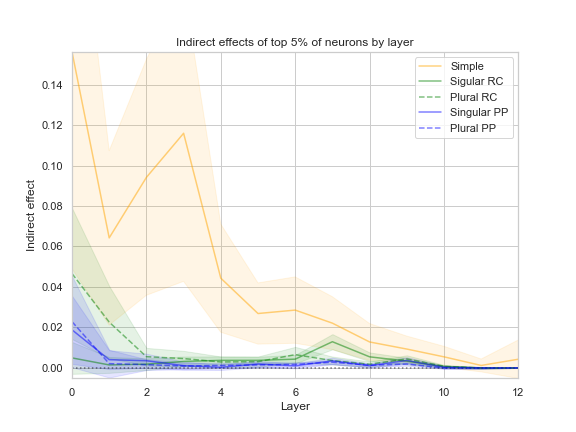 Indirect effects of top 5% of neurons by layer
Simple
Sigular RC
Plural RC
Singular PP
Plural PP
Indirect effect
0.14
0.12
0.10
0.08
0.06
0.04
0.02
0.00
0 2 4 6 8 10 12
Layer